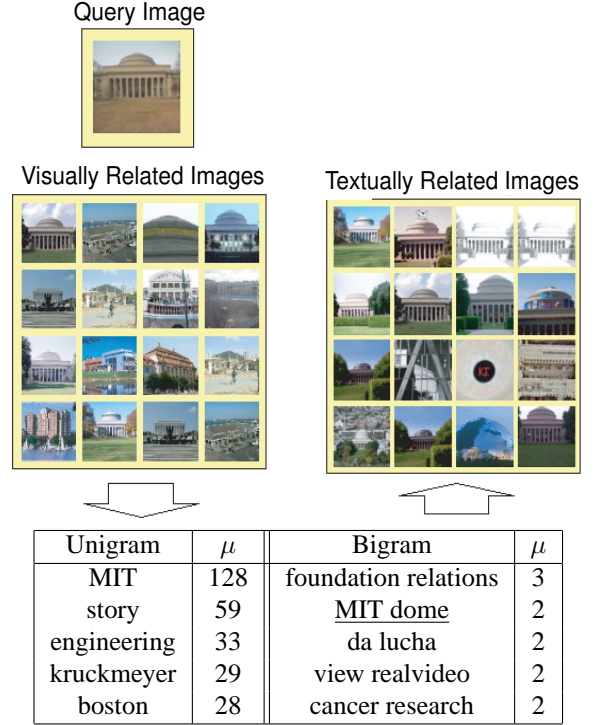 Query Image
Visually Related Images
Textually Related Images
Unigram μ Bigram μ
MIT 128 foundation relations 3
story 59 MIT dome 2
engineering 33 da lucha 2
kruckmeyer 29 view realvideo 2
boston 28 cancer research 2